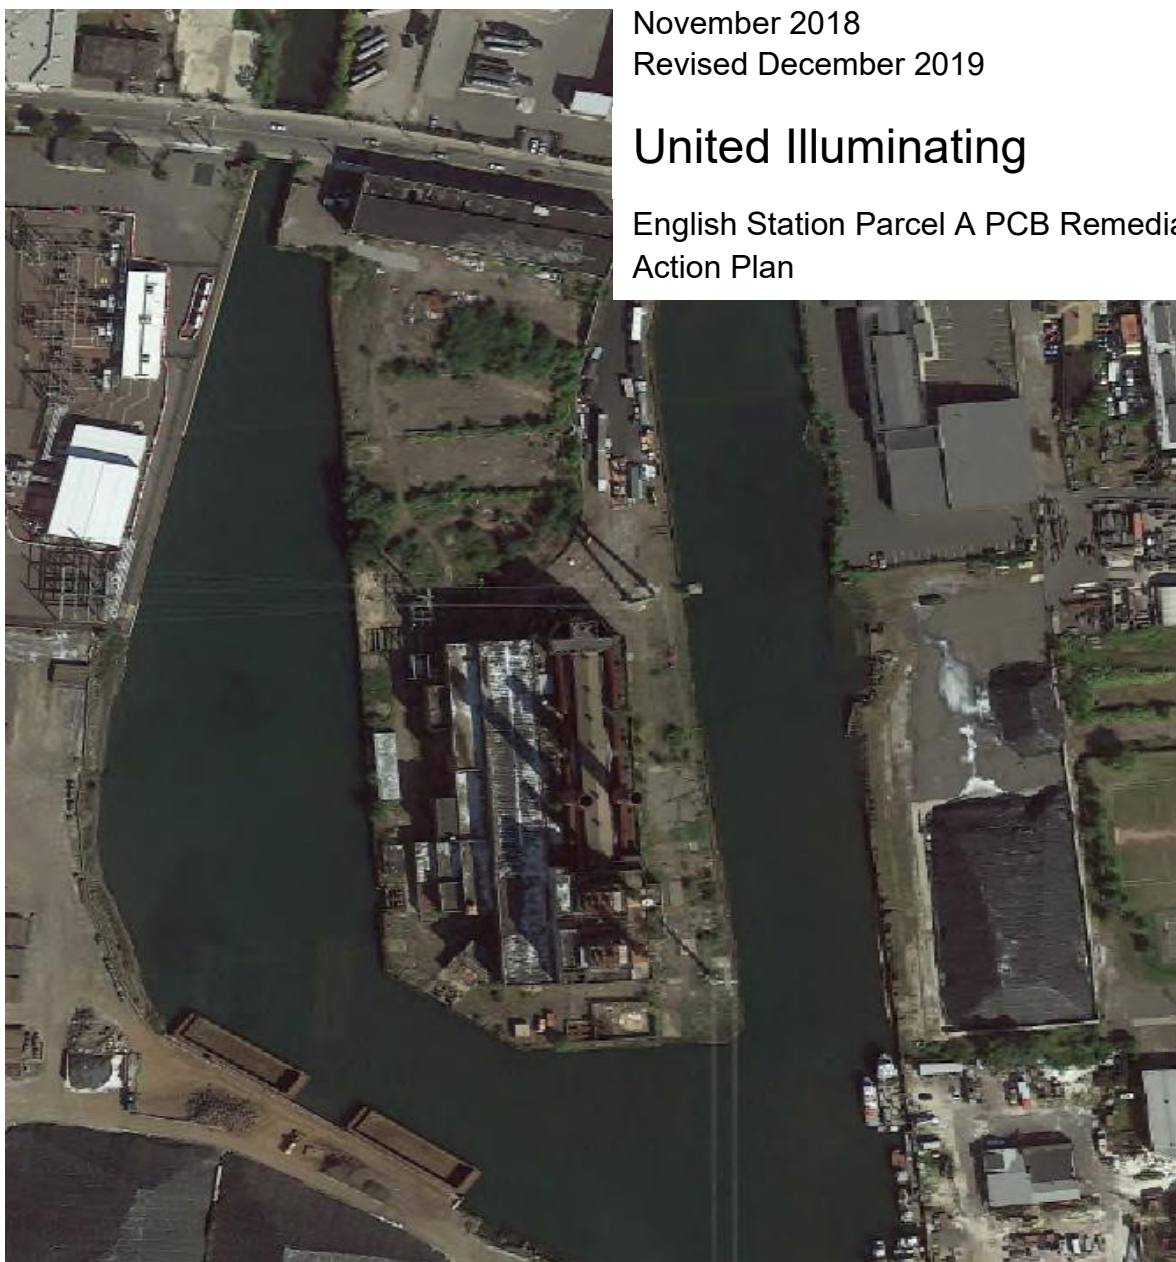 November 2018
Revised December 2019
United Illuminating
English Station Parcel A PCB Remedia
Action Plan